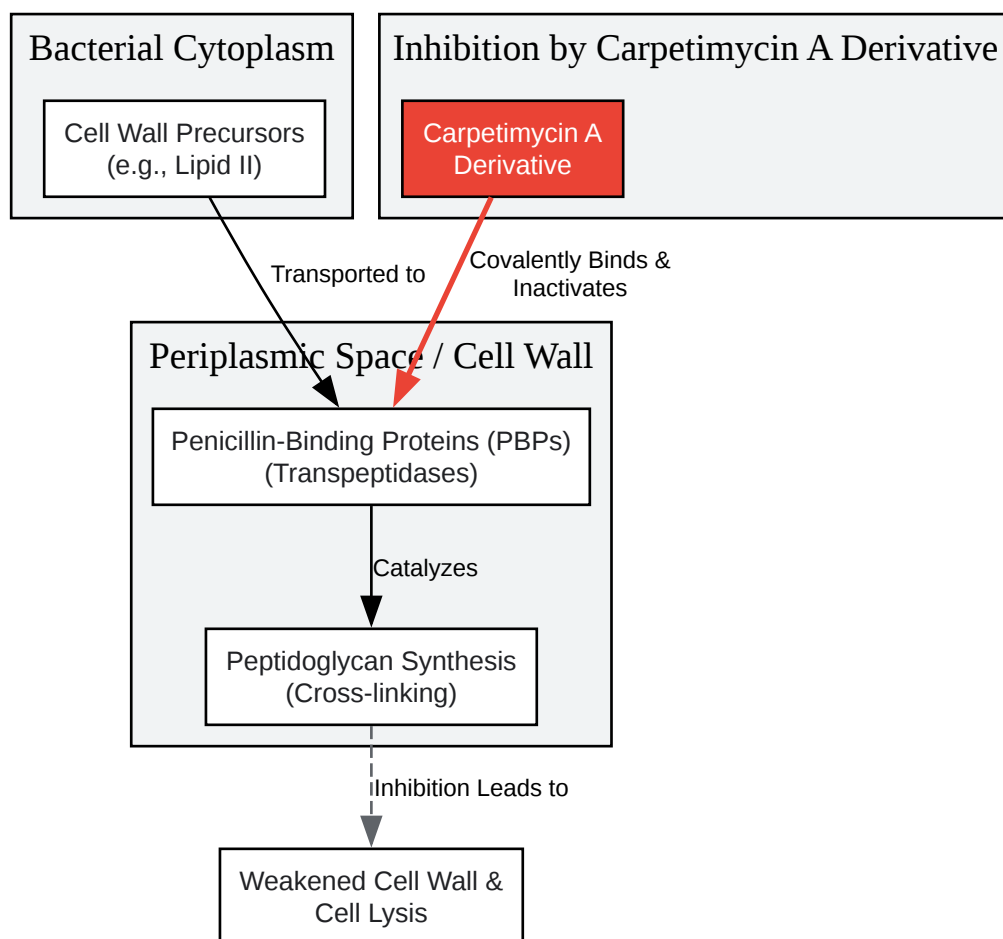 Bacterial Cytoplasm
Inhibition by Carpetimycin A Derivative
Cell Wall Precursors
(e.g., Lipid II)
Carpetimycin A
Derivative
Transported to
Covalently Binds &
Inactivates
Periplasmic Space / Cell Wall
Penicillin-Binding Proteins (PBPs)
(Transpeptidases)
Catalyzes
Peptidoglycan Synthesis
(Cross-linking)
Inhibition Leads to
Weakened Cell Wall &
Cell Lysis